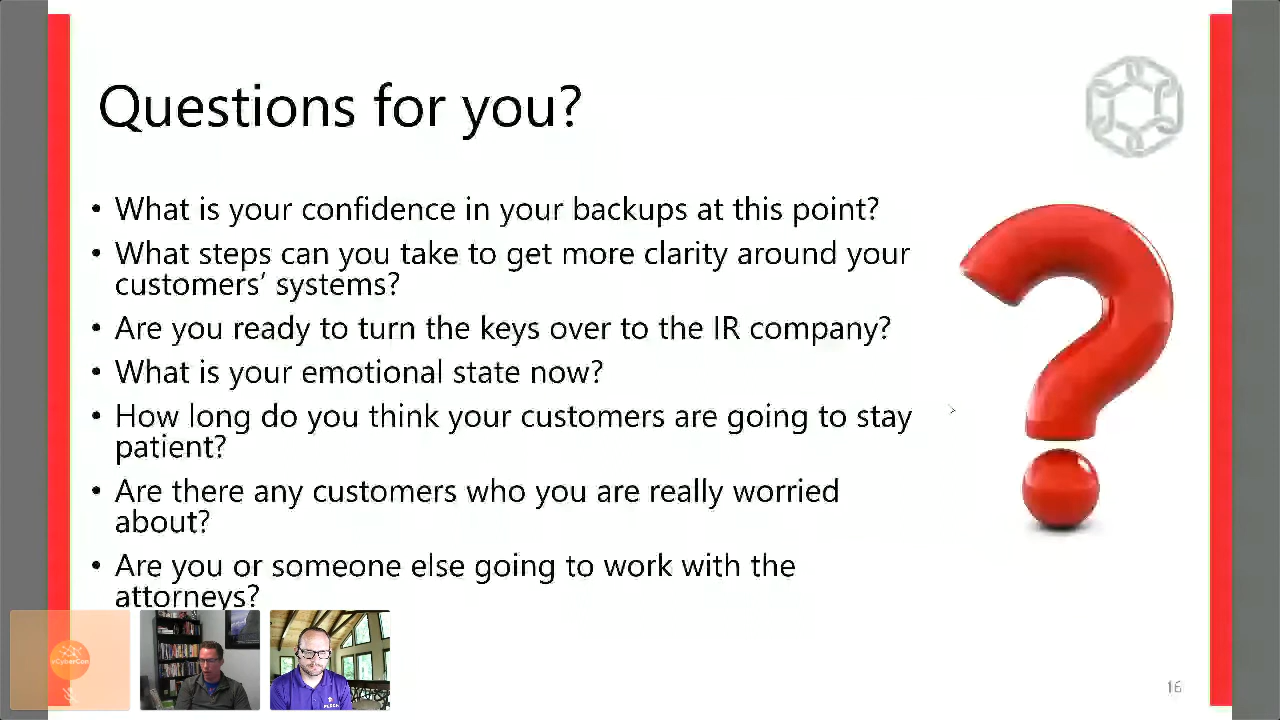 Questions for you?
• What is your confidence in your backups at this point?
• What steps can you take to get more clarity around your
customers’ systems?
• Are you ready to turn the keys over to the IR company?
• What is your emotional state now?
• How long do you think your customers are going to stay
patient?
• Are there any customers who you are really worried
about?
• Are you or someone else going to work with the
attorneys?
16